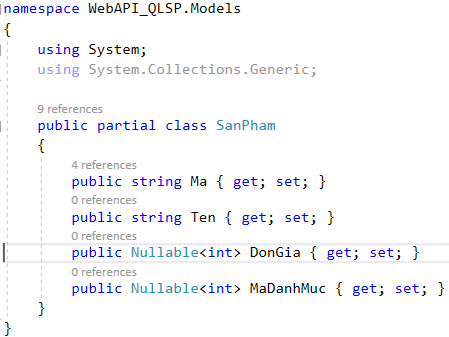 namespace WebAPI_QLSP.Models
{
using System;
using System.Collections.Generic;
9 references
public partial class SanPham
{
4 references
public string Ma { get; set; }
0 references
public string Ten { get; set; }
0 references
public Nullable<int> DonGia { get; set; }
0 references
public Nullable<int> MaDanhMuc { get; set; }
}
}